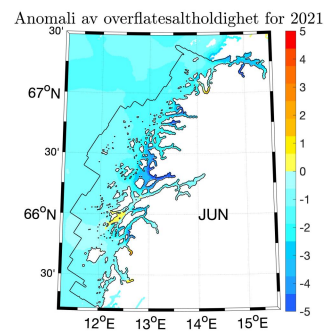 Anomali av overflatesaltholdighet for 2021
30'
67°N
30'
66°N
30'
JUN
12°E
13°E
14°E
15°E
5
4
3
2
1
0
-1
-2
-3
-4
-5